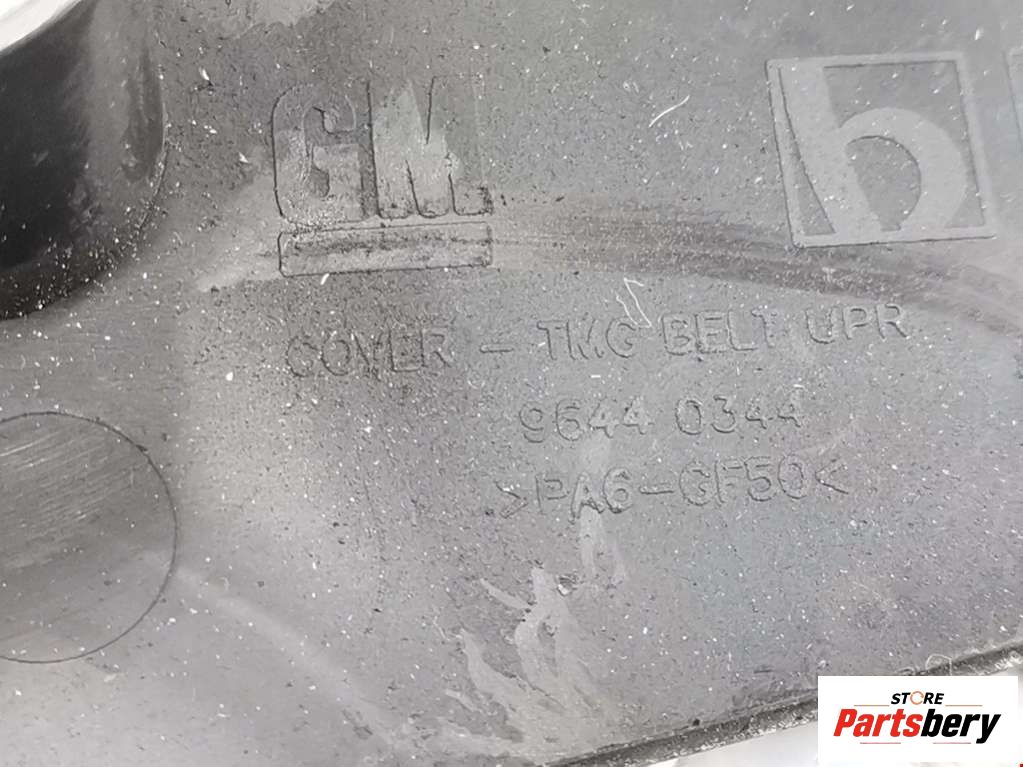 GM
COVER - TMG BELT UPR
9644 0344
>PA6-GF50<
STORE
Partsbery